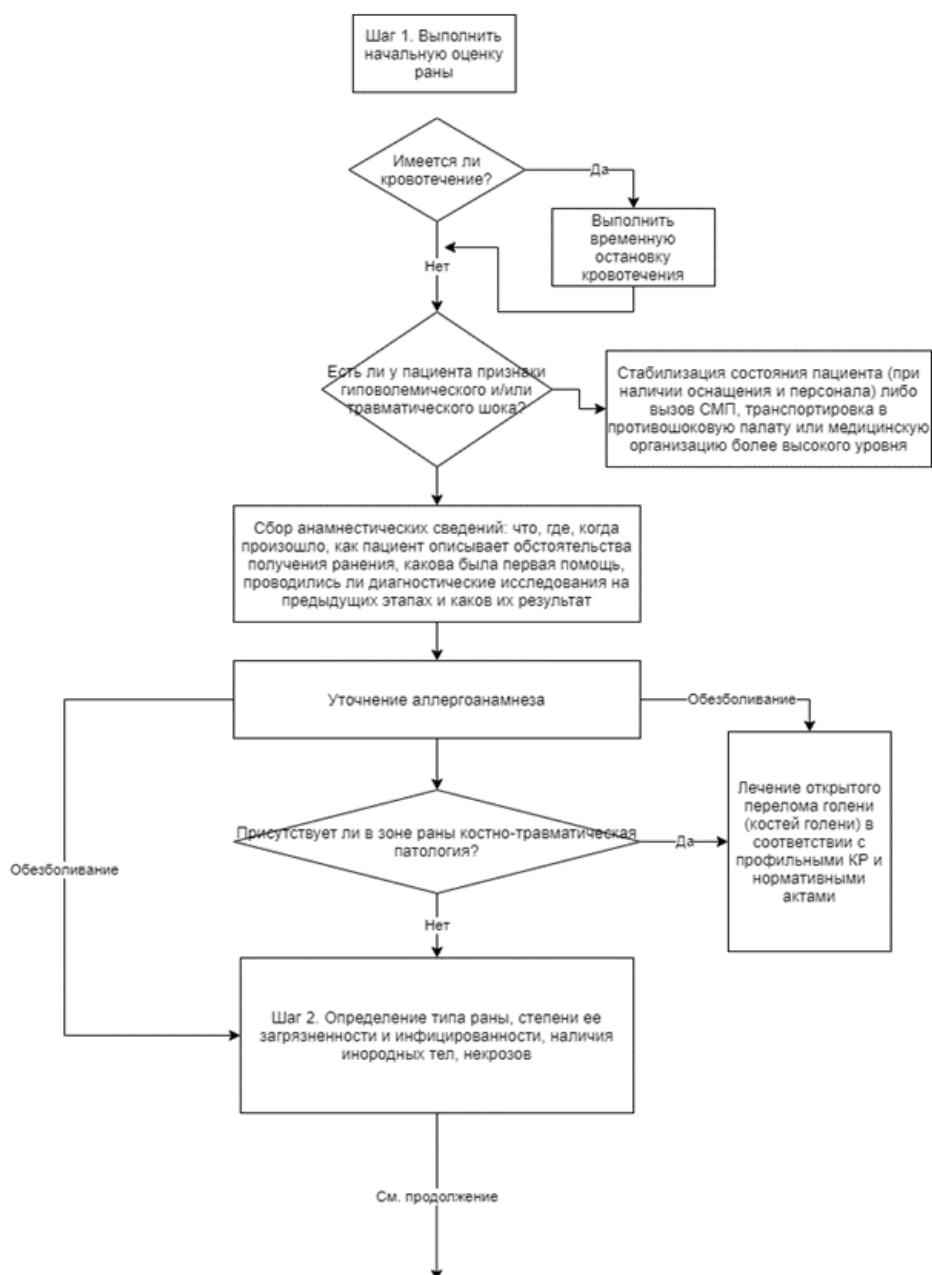 Шаг 1. Выполнить
начальную оценку
раны
Имеется ли
кровотечение?
Да
Выполнить
временную
остановку
кровотечения
Нет
Есть ли у пациента признаки
гиповолемического и/или
травматического шока?
Стабилизация состояния пациента (при
наличии оснащения и персонала) либо
вызов СМП, транспортировка в
противошоковую палату или медицинскую
организацию более высокого уровня
Сбор анамнестических сведений: что, где, когда
произошло, как пациент описывает обстоятельства
получения ранения, какова была первая помощь,
проводились ли диагностические исследования на
предыдущих этапах и каков их результат
Уточнение аллергоанамнеза
Обезболивание
Лечение открытого
перелома голени
(костей голени) в
соответствии с
профильными КР и
нормативными
актами
Присутствует ли в зоне раны костно-травматическая
патология?
Да
Обезболивание
Нет
Шаг 2. Определение типа раны, степени ее
загрязненности и инфицированности, наличия
инородных тел, некрозов
См. продолжение